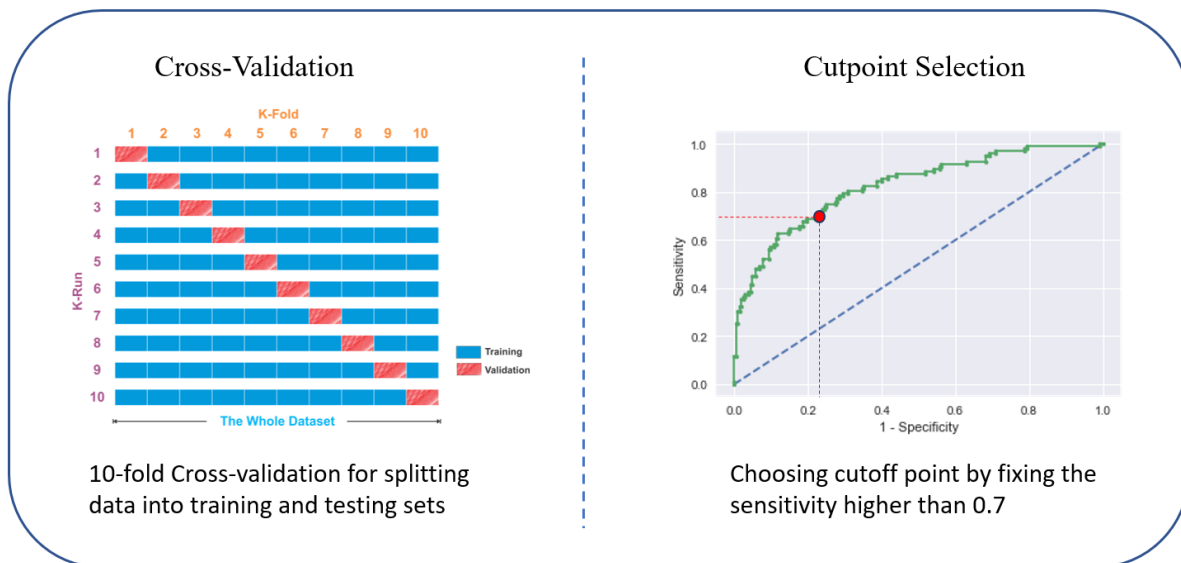 Cross-Validation
K-Fold
1 2 3 4 5 6 7 8 9 10
K-Run
1
2
3
4
5
6
7
8
9
10
Training
Validation
The Whole Dataset
10-fold Cross-validation for splitting
data into training and testing sets
Cutpoint Selection
Sensitivity
1.0
0.8
0.6
0.4
0.2
0.0
0.0 0.2 0.4 0.6 0.8 1.0
1 - Specificity
Choosing cutoff point by fixing the
sensitivity higher than 0.7